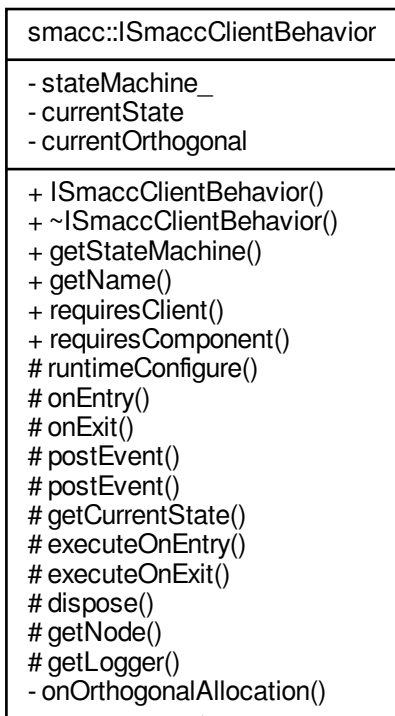 smacc::ISmaccClientBehavior
- stateMachine_
- currentState
- currentOrthogonal
+ ISmaccClientBehavior()
+ ~ISmaccClientBehavior()
+ getStateMachine()
+ getName()
+ requiresClient()
+ requiresComponent()
# runtimeConfigure()
# onEntry()
# onExit()
# postEvent()
# postEvent()
# getCurrentState()
# executeOnEntry()
# executeOnExit()
# dispose()
# getNode()
# getLogger()
- onOrthogonalAllocation()